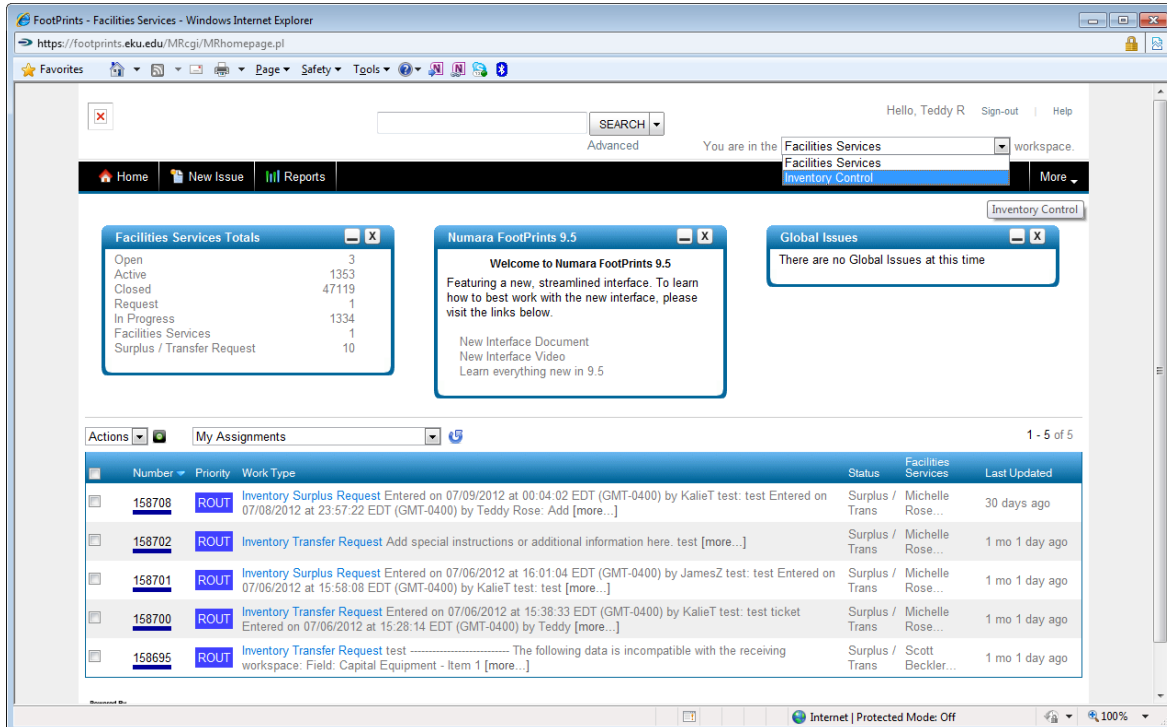 FootPrints - Facilities Services - Windows Internet Explorer
https://footprints.eku.edu/MRcgi/MRhomepage.pl
Favorites Page Safety Tools
Hello, Teddy R Sign-out | Help
SEARCH
Advanced
You are in the Facilities Services workspace.
Facilities Services
Inventory Control
Home New Issue Reports More
Inventory Control
Facilities Services Totals
Open 3
Active 1353
Closed 47119
Request 1
In Progress 1334
Facilities Services 1
Surplus / Transfer Request 10
Numara FootPrints 9.5
Welcome to Numara FootPrints 9.5
Featuring a new, streamlined interface. To learn
how to best work with the new interface, please
visit the links below.
New Interface Document
New Interface Video
Learn everything new in 9.5
Global Issues
There are no Global Issues at this time
Actions My Assignments 1 - 5 of 5
Number Priority Work Type Status Facilities Services Last Updated
158708 ROUT Inventory Surplus Request Entered on 07/09/2012 at 00:04:02 EDT (GMT-0400) by KalieT test: test Entered on
07/08/2012 at 23:57:22 EDT (GMT-0400) by Teddy Rose: Add [more...]
Surplus / Trans Michelle Rose... 30 days ago
158702 ROUT Inventory Transfer Request Add special instructions or additional information here. test [more...]
Surplus / Trans Michelle Rose... 1 mo 1 day ago
158701 ROUT Inventory Surplus Request Entered on 07/06/2012 at 16:01:04 EDT (GMT-0400) by JamesZ test: test Entered on
07/06/2012 at 15:58:08 EDT (GMT-0400) by KalieT test: test [more...]
Surplus / Trans Michelle Rose... 1 mo 1 day ago
158700 ROUT Inventory Transfer Request Entered on 07/06/2012 at 15:38:33 EDT (GMT-0400) by KalieT test: test ticket
Entered on 07/06/2012 at 15:28:14 EDT (GMT-0400) by Teddy [more...]
Surplus / Trans Michelle Rose... 1 mo 1 day ago
158695 ROUT Inventory Transfer Request test --------------------------- The following data is incompatible with the receiving
workspace: Field: Capital Equipment - Item 1 [more...]
Surplus / Trans Scott Beckler... 1 mo 1 day ago
Internet | Protected Mode: Off 100%